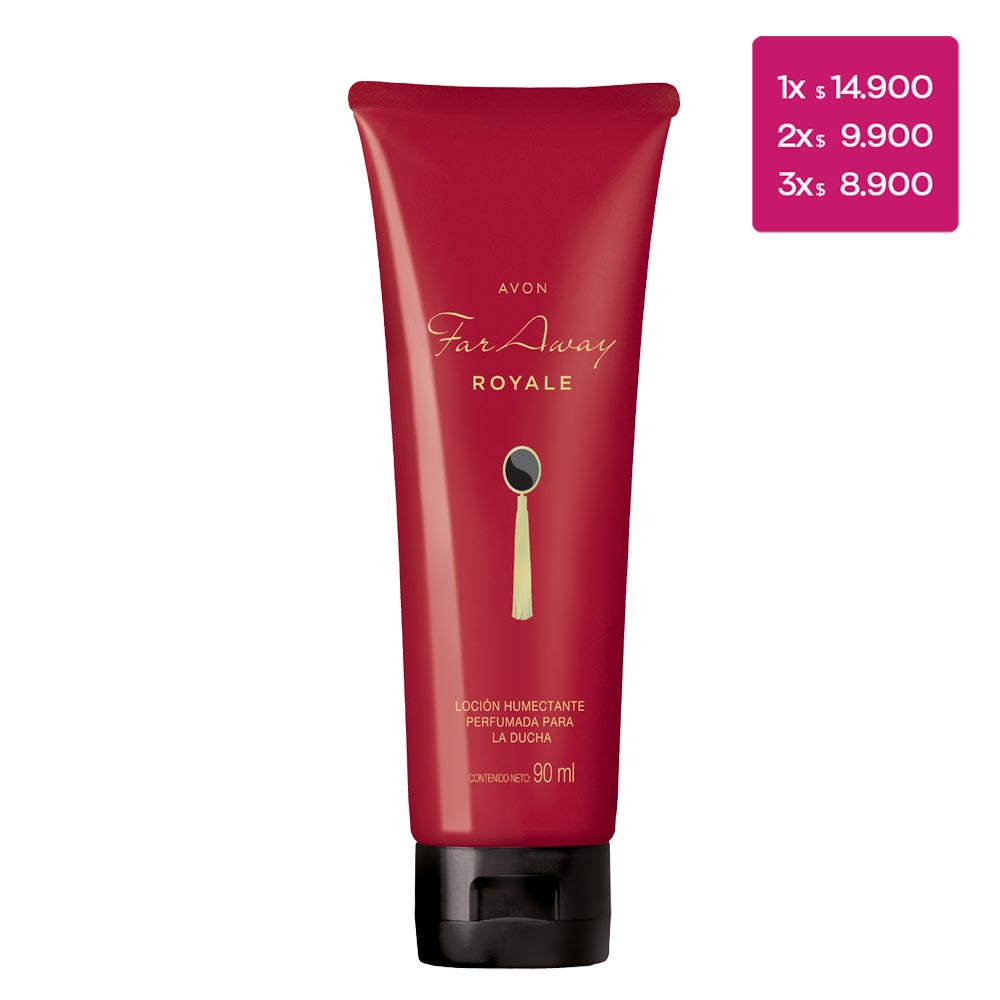 1x $ 14.900
2x $ 9.900
3x $ 8.900
AVON
Far Away
ROYALE
LOCIÓN HUMECTANTE
PERFUMADA PARA
LA DUCHA
CONTENIDO NETO: 90 ml